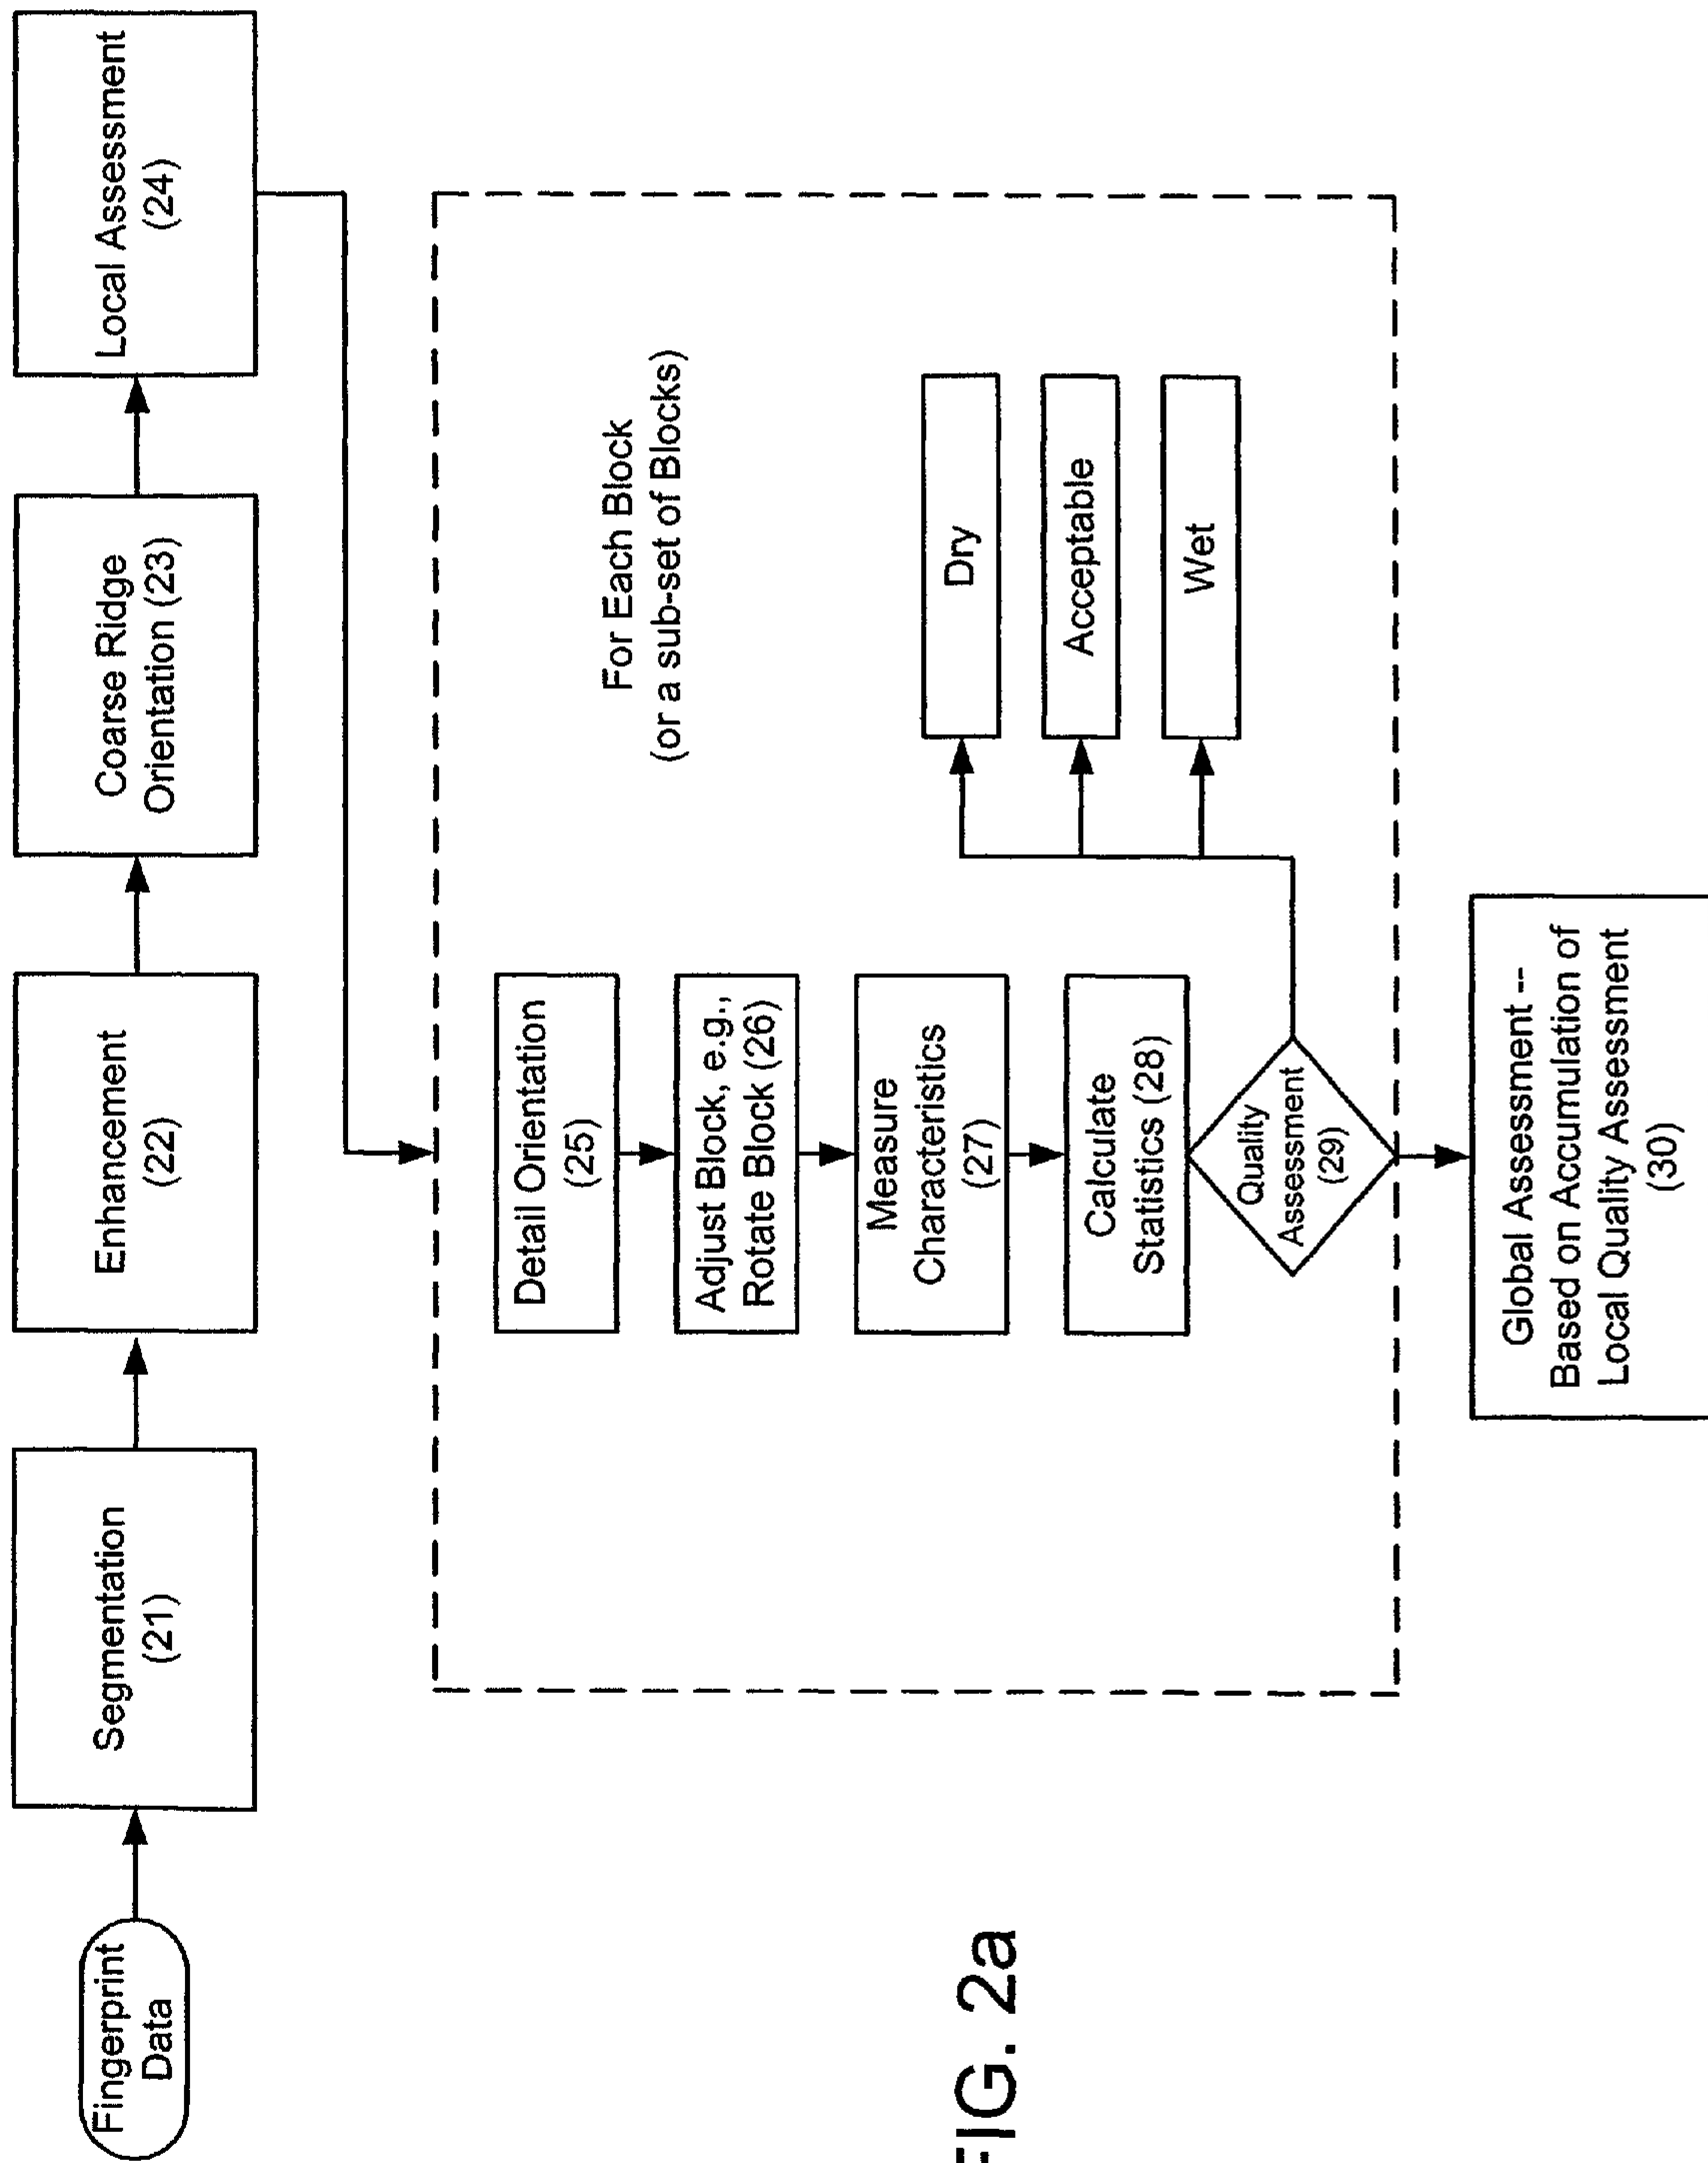 Fingerprint
Data
Segmentation
(21)
Enhancement
(22)
Coarse Ridge
Orientation (23)
Local Assessment
(24)
For Each Block
(or a sub-set of Blocks)
Detail Orientation
(25)
Adjust Block, e.g.,
Rotate Block (26)
Measure
Characteristics
(27)
Calculate
Statistics (28)
Quality
Assessment
(29)
Dry
Acceptable
Wet
Global Assessment --
Based on Accumulation of
Local Quality Assessment
(30)
FIG. 2a